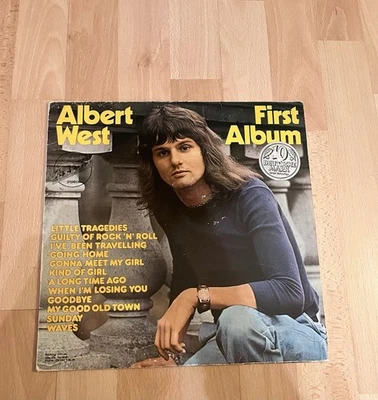 Albert
West
First
Album
LITTLE TRAGEDIES
GUILTY OF ROCK 'N' ROLL
I'VE BEEN TRAVELLING
GOING HOME
GONNA MEET MY GIRL
KIND OF GIRL
A LONG TIME AGO
WHEN I'M LOSING YOU
GOODBYE
MY GOOD OLD TOWN
SUNDAY
WAVES